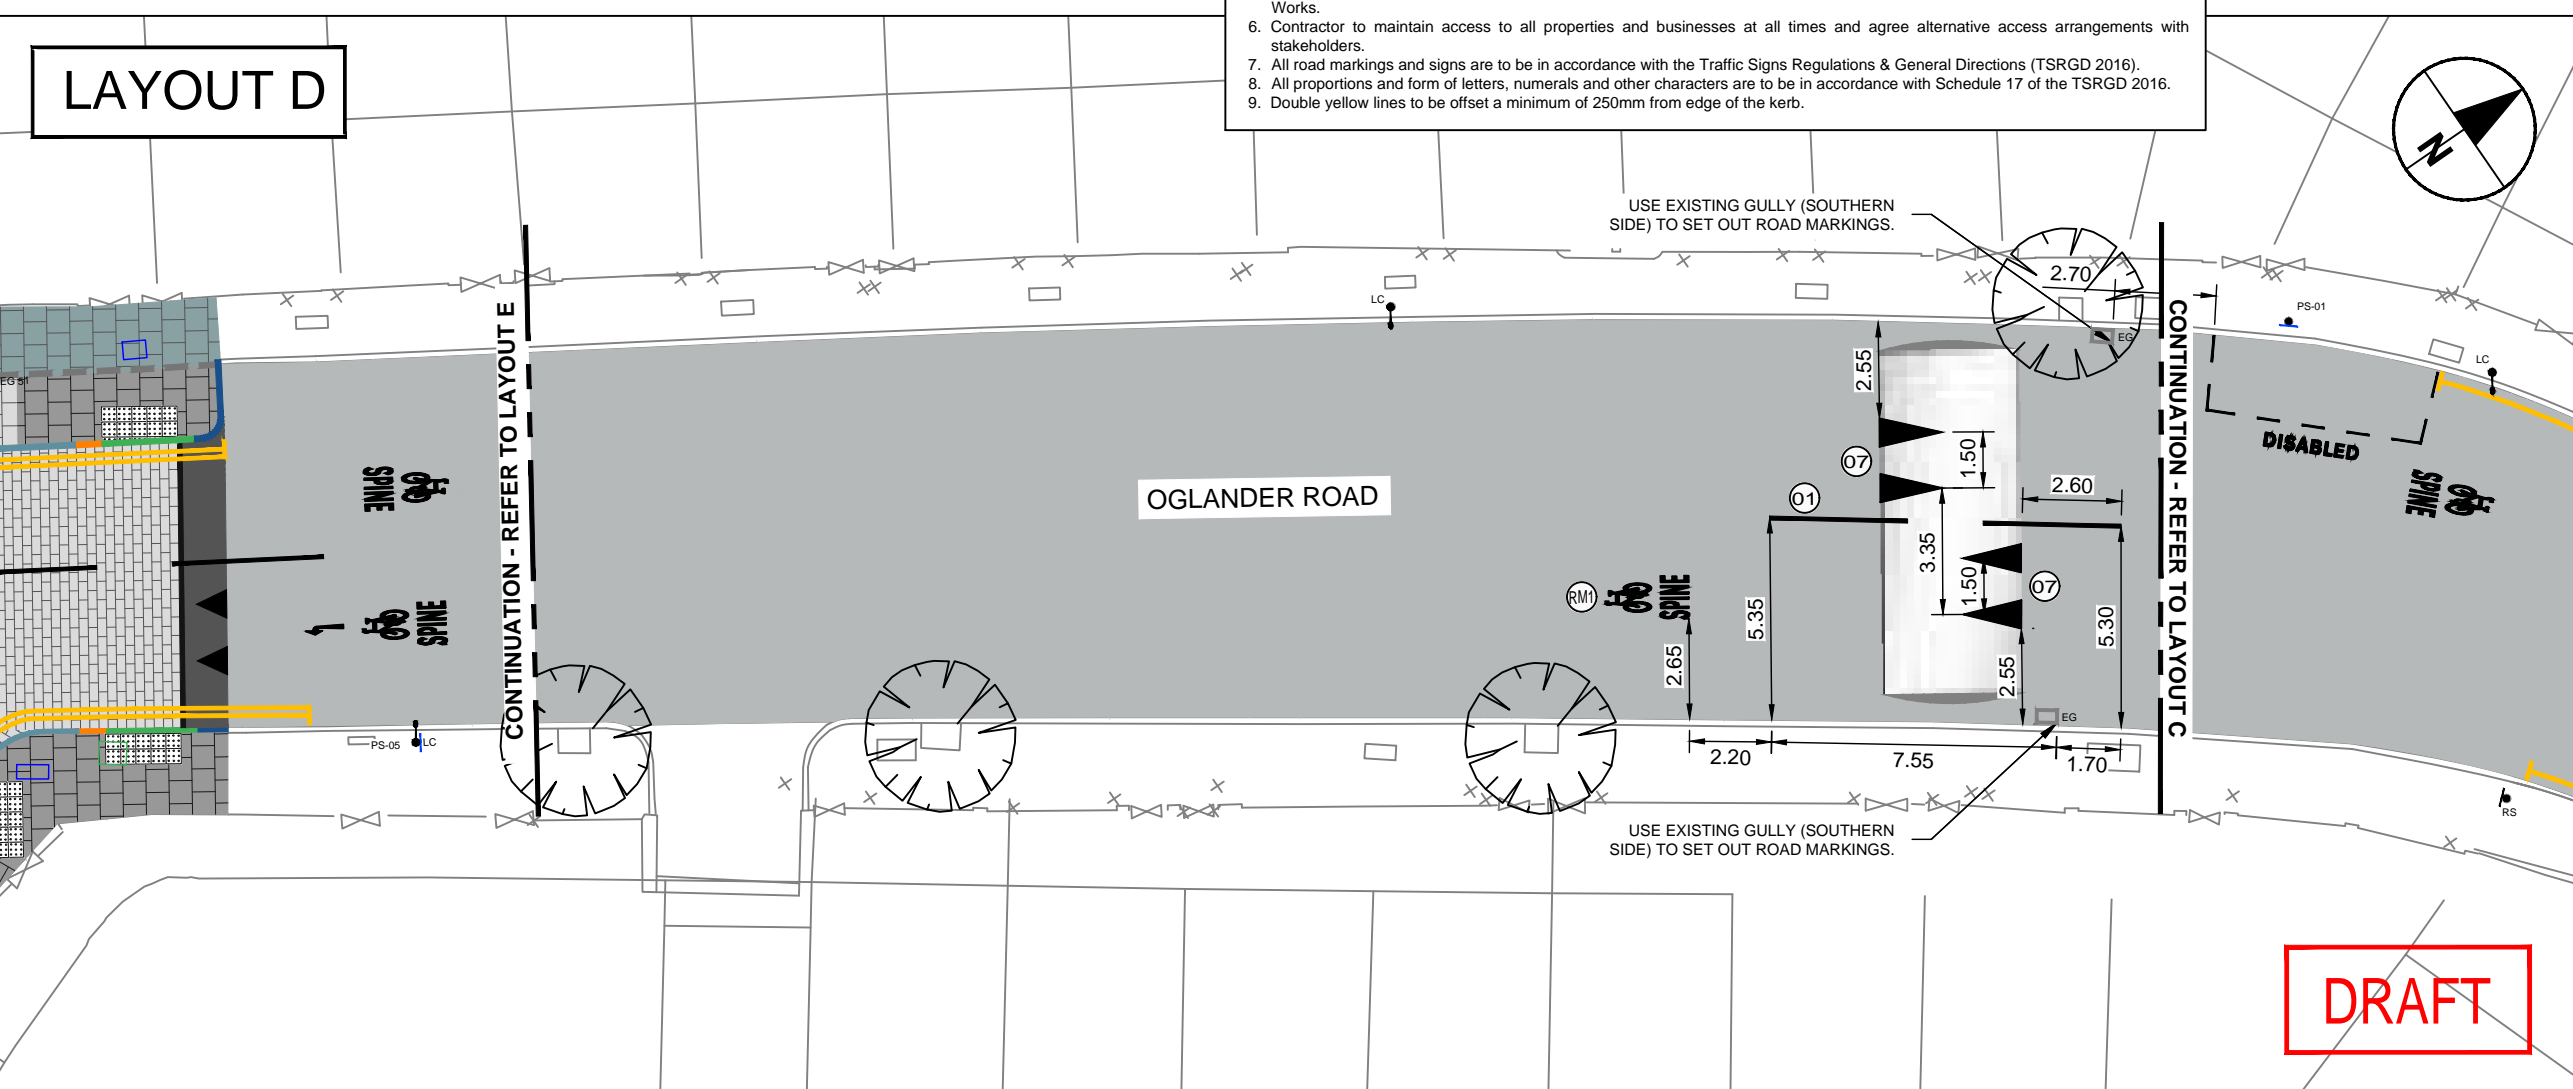 Works.
6. Contractor to maintain access to all properties and businesses at all times and agree alternative access arrangements with
stakeholders.
7. All road markings and signs are to be in accordance with the Traffic Signs Regulations & General Directions (TSRGD 2016).
8. All proportions and form of letters, numerals and other characters are to be in accordance with Schedule 17 of the TSRGD 2016.
9. Double yellow lines to be offset a minimum of 250mm from edge of the kerb.
LAYOUT D
N
USE EXISTING GULLY (SOUTHERN
SIDE) TO SET OUT ROAD MARKINGS.
2.70
LC
PS-01
EG
LC
EG 51
CONTINUATION - REFER TO LAYOUT E
CONTINUATION - REFER TO LAYOUT C
2.55
DISABLED
07
1.50
SPINE
SPINE
OGLANDER ROAD
01
2.60
3.35
1.50
07
RM1
SPINE
SPINE
5.35
5.30
2.65
2.55
EG
PS-05
LC
2.20
7.55
1.70
RS
USE EXISTING GULLY (SOUTHERN
SIDE) TO SET OUT ROAD MARKINGS.
DRAFT